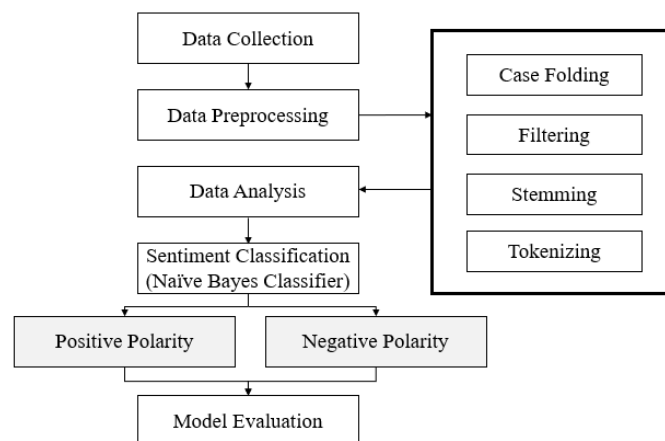 Data Collection
Data Preprocessing
Case Folding
Filtering
Stemming
Tokenizing
Data Analysis
Sentiment Classification
(Naïve Bayes Classifier)
Positive Polarity
Negative Polarity
Model Evaluation